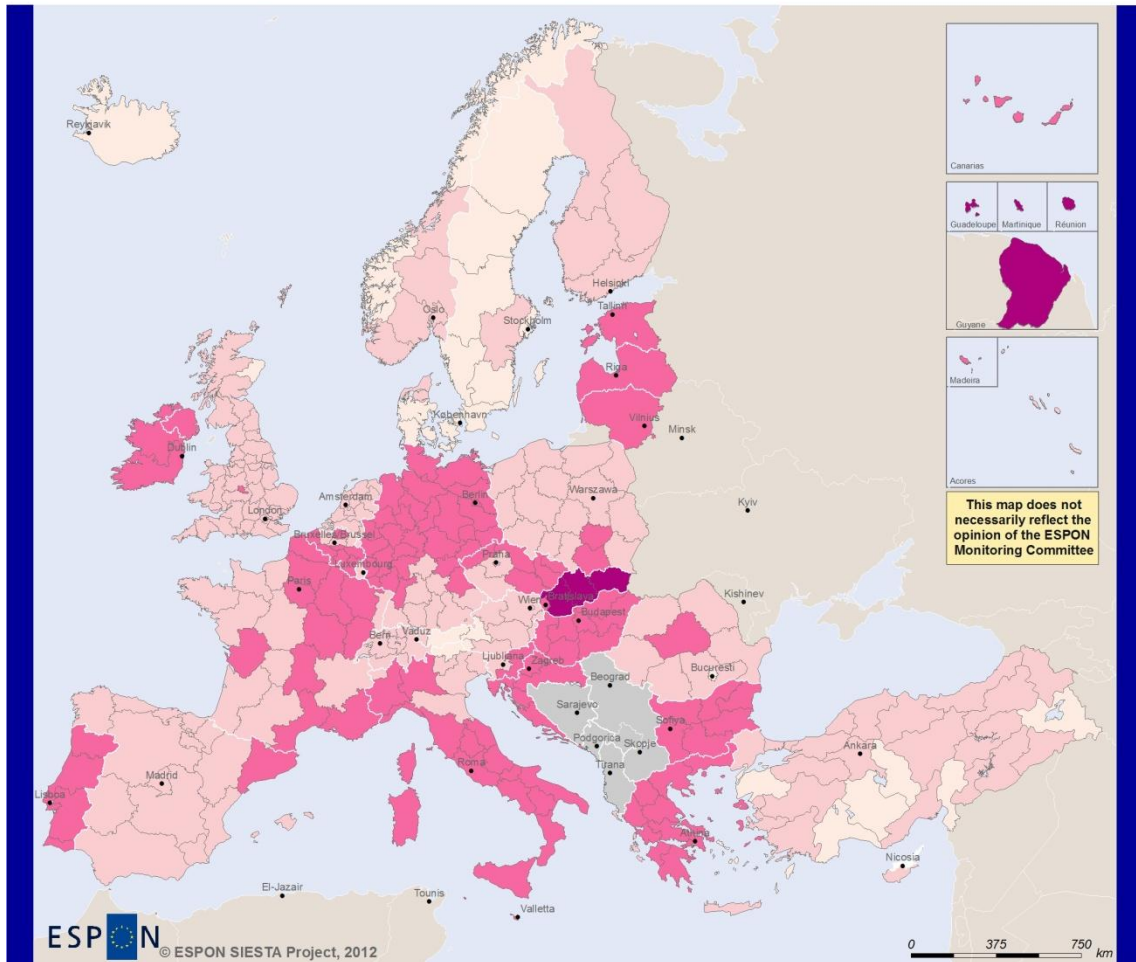 Reykjavik
Canarias
Guadeloupe
Martinique
Réunion
Guyane
Helsinki
Tallinn
Oslo
Stockholm
Madeira
Riga
København
Vilnius
Minsk
Dublin
Acores
Amsterdam
Berlin
Warszawa
London
Kyiv
This map does not
necessarily reflect the
opinion of the ESPON
Monitoring Committee
Bruxelles/Brussel
Luxembourg
Praha
Paris
Wien
Bratislava
Kishinev
Budapest
Bern
Vaduz
Ljubljana
Zagreb
Bucuresti
Beograd
Sarajevo
Sofiya
Podgorica
Skopje
Ankara
Madrid
Roma
Tirana
Lisboa
Athina
Nicosia
El-Jazair
Tounis
Valletta
ESPON
© ESPON SIESTA Project, 2012
0 375 750
km